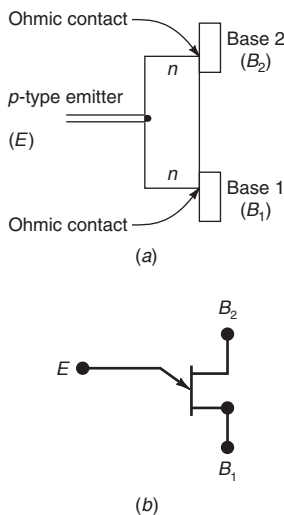 Ohmic contact
Base 2
(B₂)
n
p-type emitter
(E)
n
Base 1
(B₁)
Ohmic contact
(a)
B₂
E
B₁
(b)